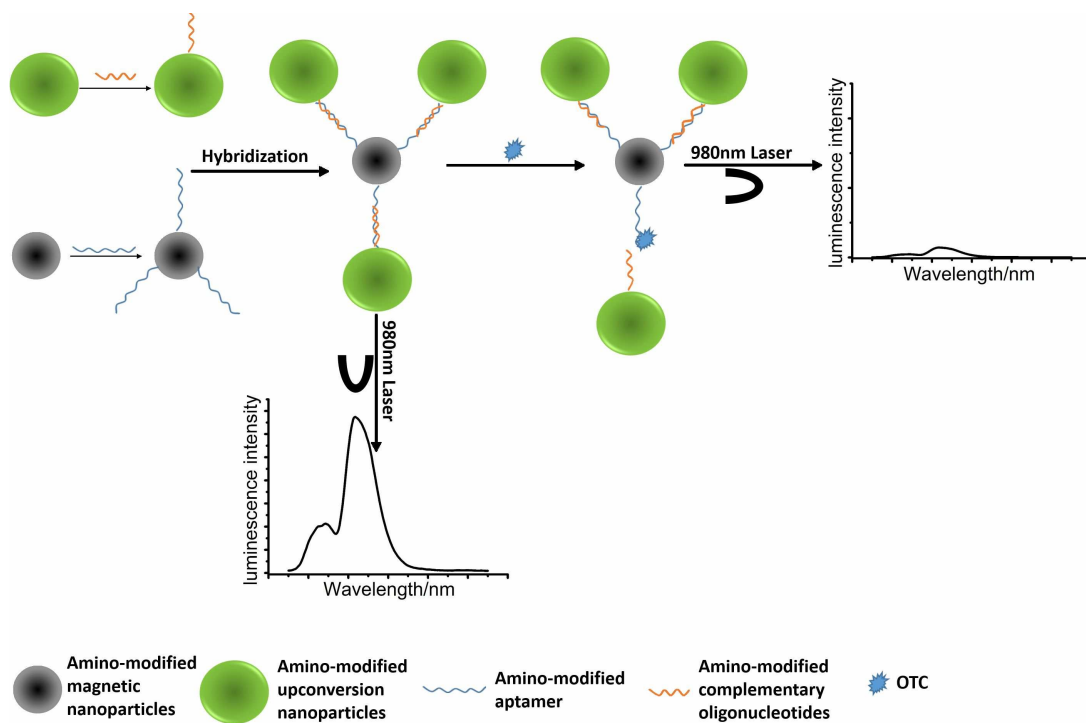 Hybridization
980nm Laser
luminescence intensity
Wavelength/nm
980nm Laser
luminescence intensity
Wavelength/nm
Amino-modified
magnetic
nanoparticles
Amino-modified
upconversion
nanoparticles
Amino-modified
aptamer
Amino-modified
complementary
oligonucleotides
OTC